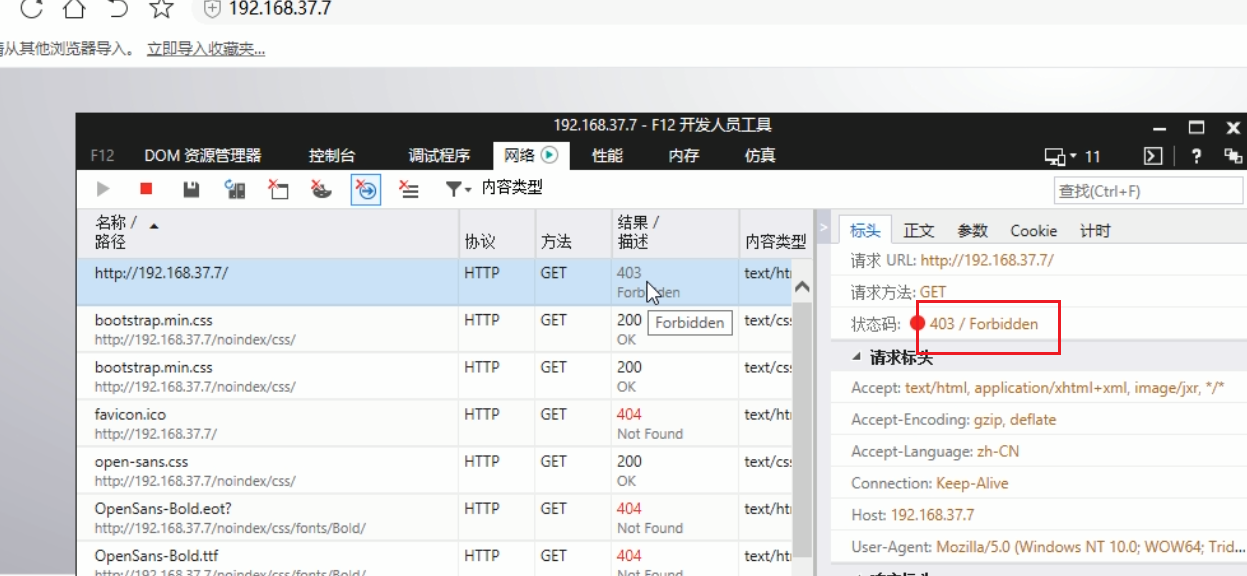 192.168.37.7
请从其他浏览器导入。 立即导入收藏夹...
192.168.37.7 - F12 开发人员工具
F12 DOM 资源管理器 控制台 调试程序 网络 性能 内存 仿真 11 ?
内容类型 查找(Ctrl+F)
名称 /
路径
协议 方法
结果 /
描述
内容类型
http://192.168.37.7/ HTTP GET 403 text/htr
Forbidden
bootstrap.min.css HTTP GET 200 text/css
http://192.168.37.7/noindex/css/ OK
Forbidden
bootstrap.min.css HTTP GET 200 text/css
http://192.168.37.7/noindex/css/ OK
favicon.ico HTTP GET 404 text/htr
http://192.168.37.7/ Not Found
open-sans.css HTTP GET 200 text/css
http://192.168.37.7/noindex/css/ OK
OpenSans-Bold.eot? HTTP GET 404 text/htr
http://192.168.37.7/noindex/css/fonts/Bold/ Not Found
OpenSans-Bold.ttf HTTP GET 404 text/htr
http://192.168.37.7/noindex/css/fonts/Bold/ Not Found
标头 正文 参数 Cookie 计时
请求 URL: http://192.168.37.7/
请求方法: GET
状态码: 403 / Forbidden
请求标头
Accept: text/html, application/xhtml+xml, image/jxr, */*
Accept-Encoding: gzip, deflate
Accept-Language: zh-CN
Connection: Keep-Alive
Host: 192.168.37.7
User-Agent: Mozilla/5.0 (Windows NT 10.0; WOW64; Trid...